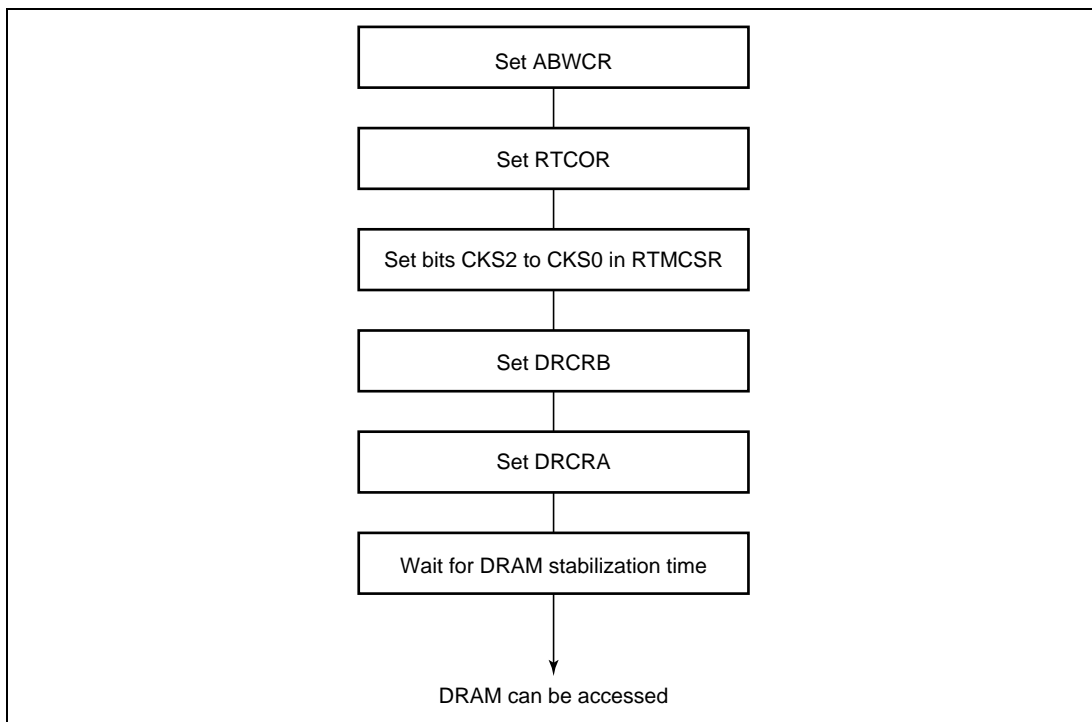 Set ABWCR
Set RTCOR
Set bits CKS2 to CKS0 in RTMCSR
Set DRCRB
Set DRCRA
Wait for DRAM stabilization time
DRAM can be accessed